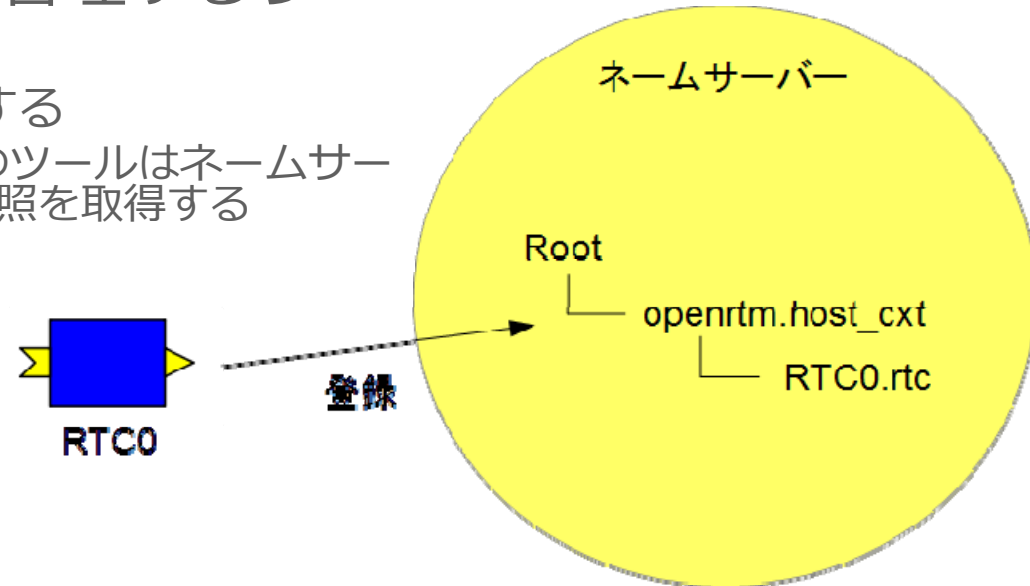 する
のツールはネームサー
照を取得する
ネームサーバー
Root
openrtm.host_cxt
RTC0.rtc
登録
RTC0